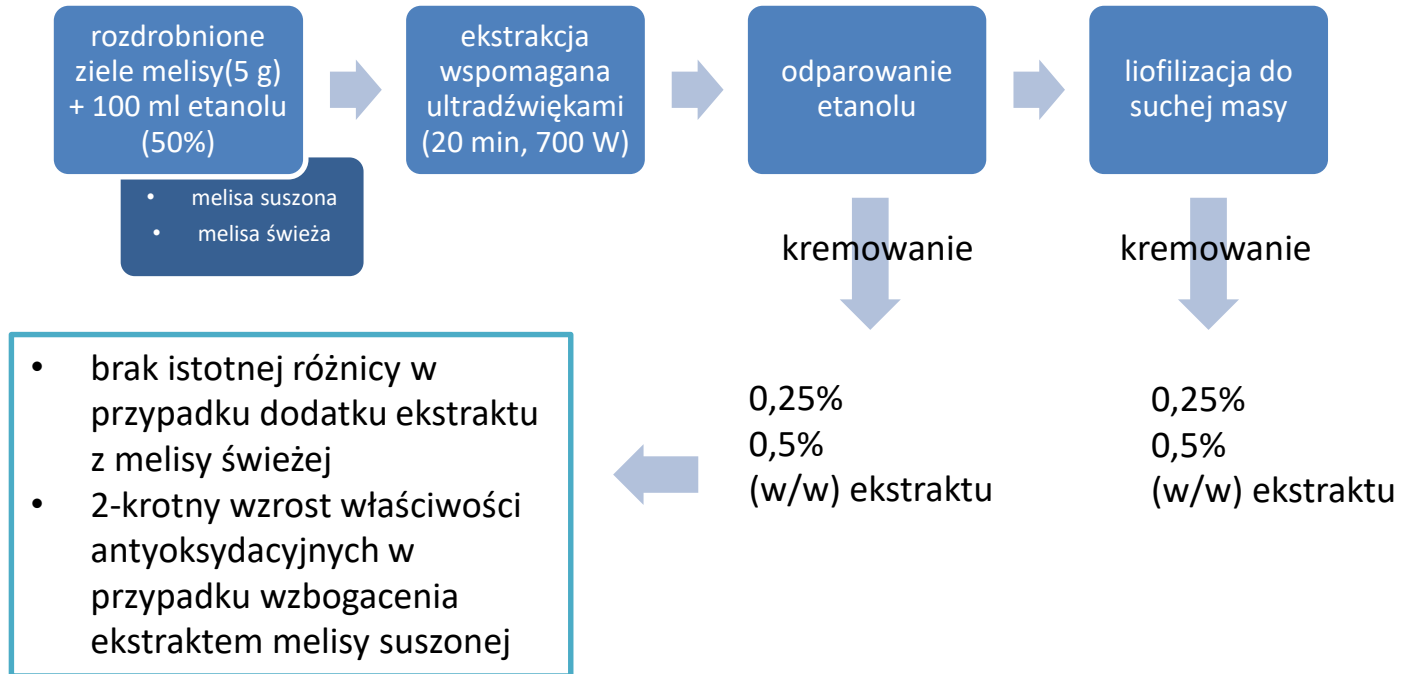 rozdrobnione
ziele melisy(5 g)
+ 100 ml etanolu
(50%)
• melisa suszona
• melisa świeża
ekstrakcja
wspomagana
ultradźwiękami
(20 min, 700 W)
odparowanie
etanolu
liofilizacja do
suchej masy
kremowanie
kremowanie
0,25%
0,5%
(w/w) ekstraktu
0,25%
0,5%
(w/w) ekstraktu
• brak istotnej różnicy w
przypadku dodatku ekstraktu
z melisy świeżej
• 2-krotny wzrost właściwości
antyoksydacyjnych w
przypadku wzbogacenia
ekstraktem melisy suszonej